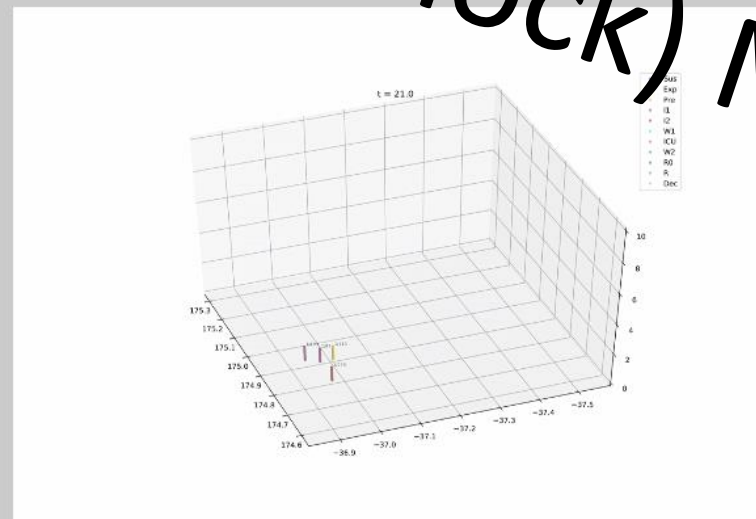 ock) M
t = 21.0
Sus
Exp
Pre
I1
I2
W1
ICU
W2
R0
R
Dec
10
8
6
4
2
0
175.3
175.2
175.1
175.0
174.9
174.8
174.7
174.6
−36.9
−37.0
−37.1
−37.2
−37.3
−37.4
−37.5